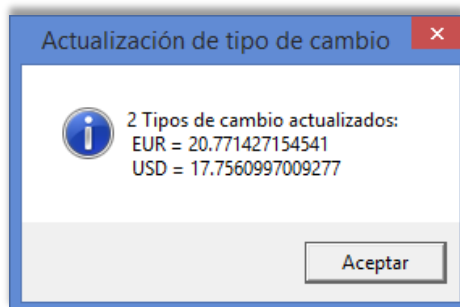 Actualización de tipo de cambio
2 Tipos de cambio actualizados:
EUR = 20.771427154541
USD = 17.7560997009277
Aceptar